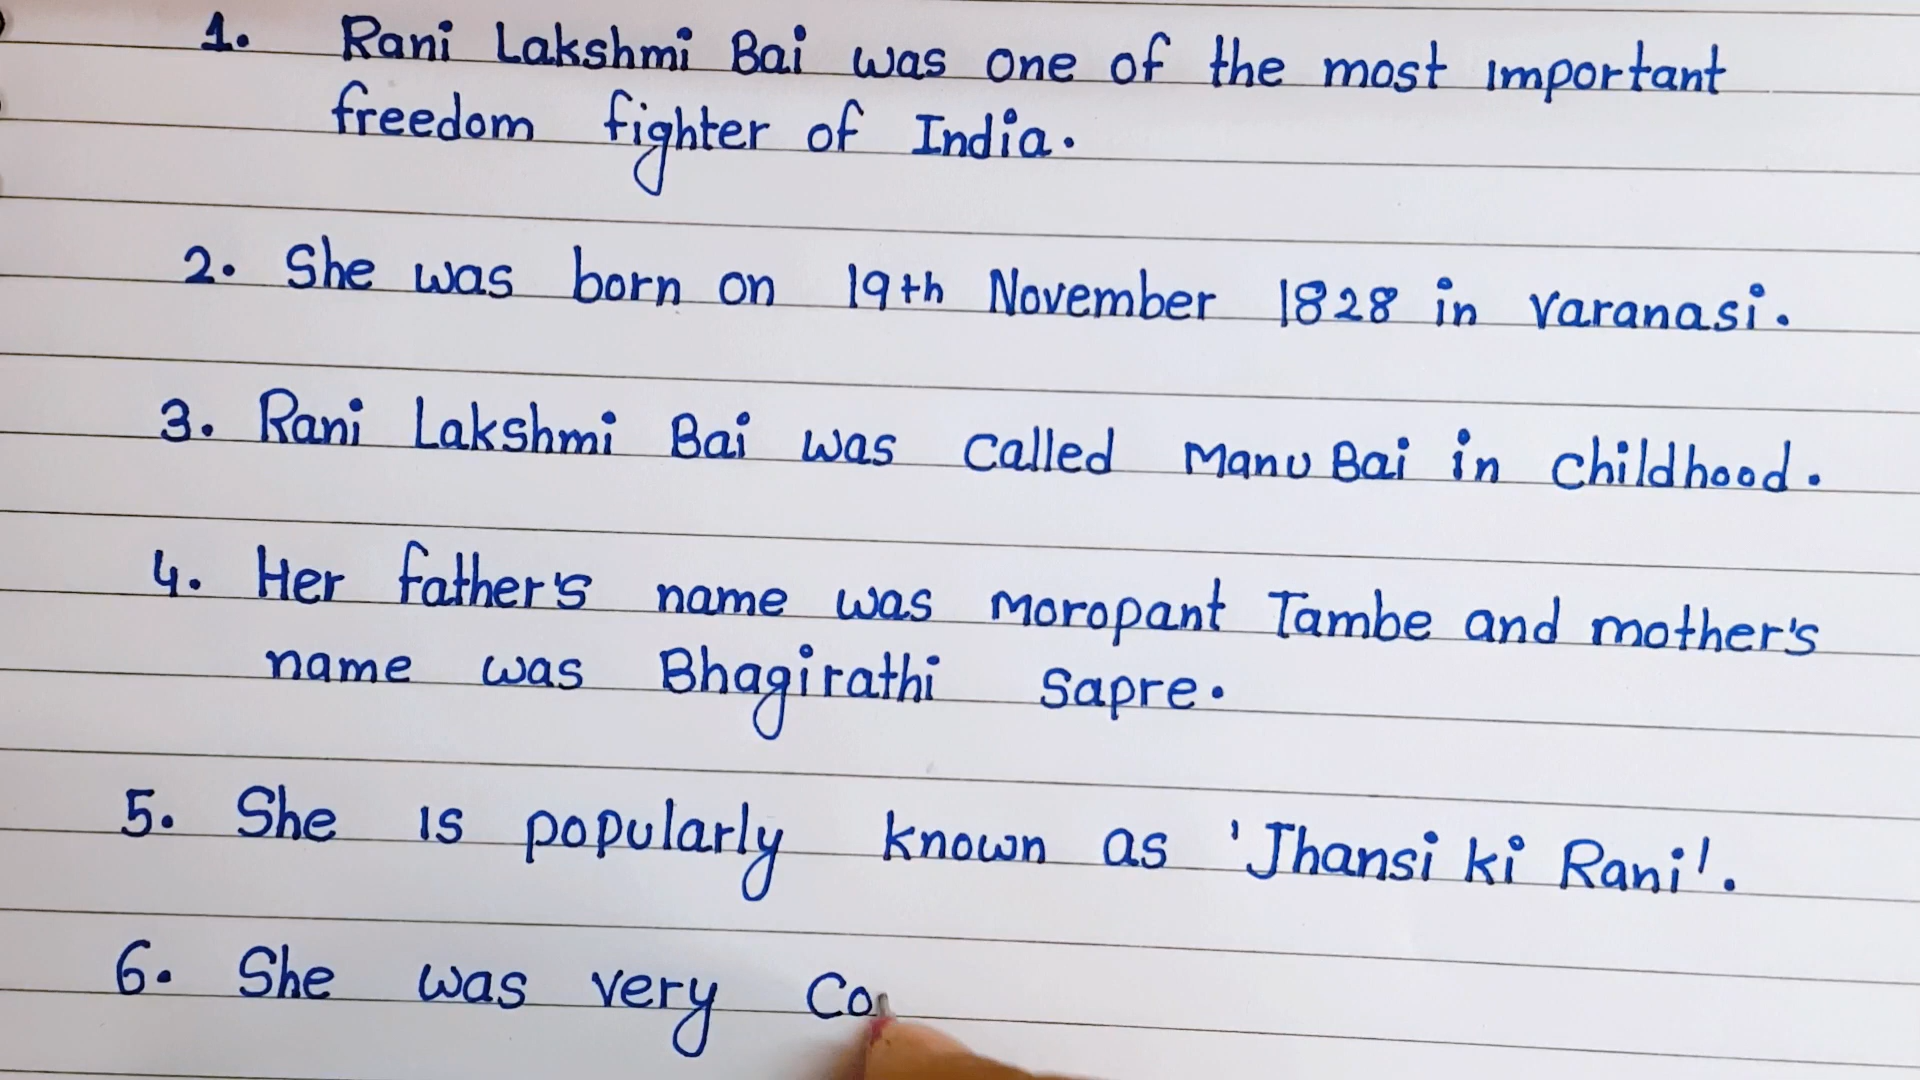 1. Rani Lakshmi Bai was one of the most important
freedom fighter of India.
2. She was born on 19th November 1828 in varanasi.
3. Rani Lakshmi Bai was called Manu Bai in childhood.
4. Her father's name was Moropant Tambe and mother's
name was Bhagirathi Sapre.
5. She is popularly known as 'Jhansi ki Rani'.
6. She was very